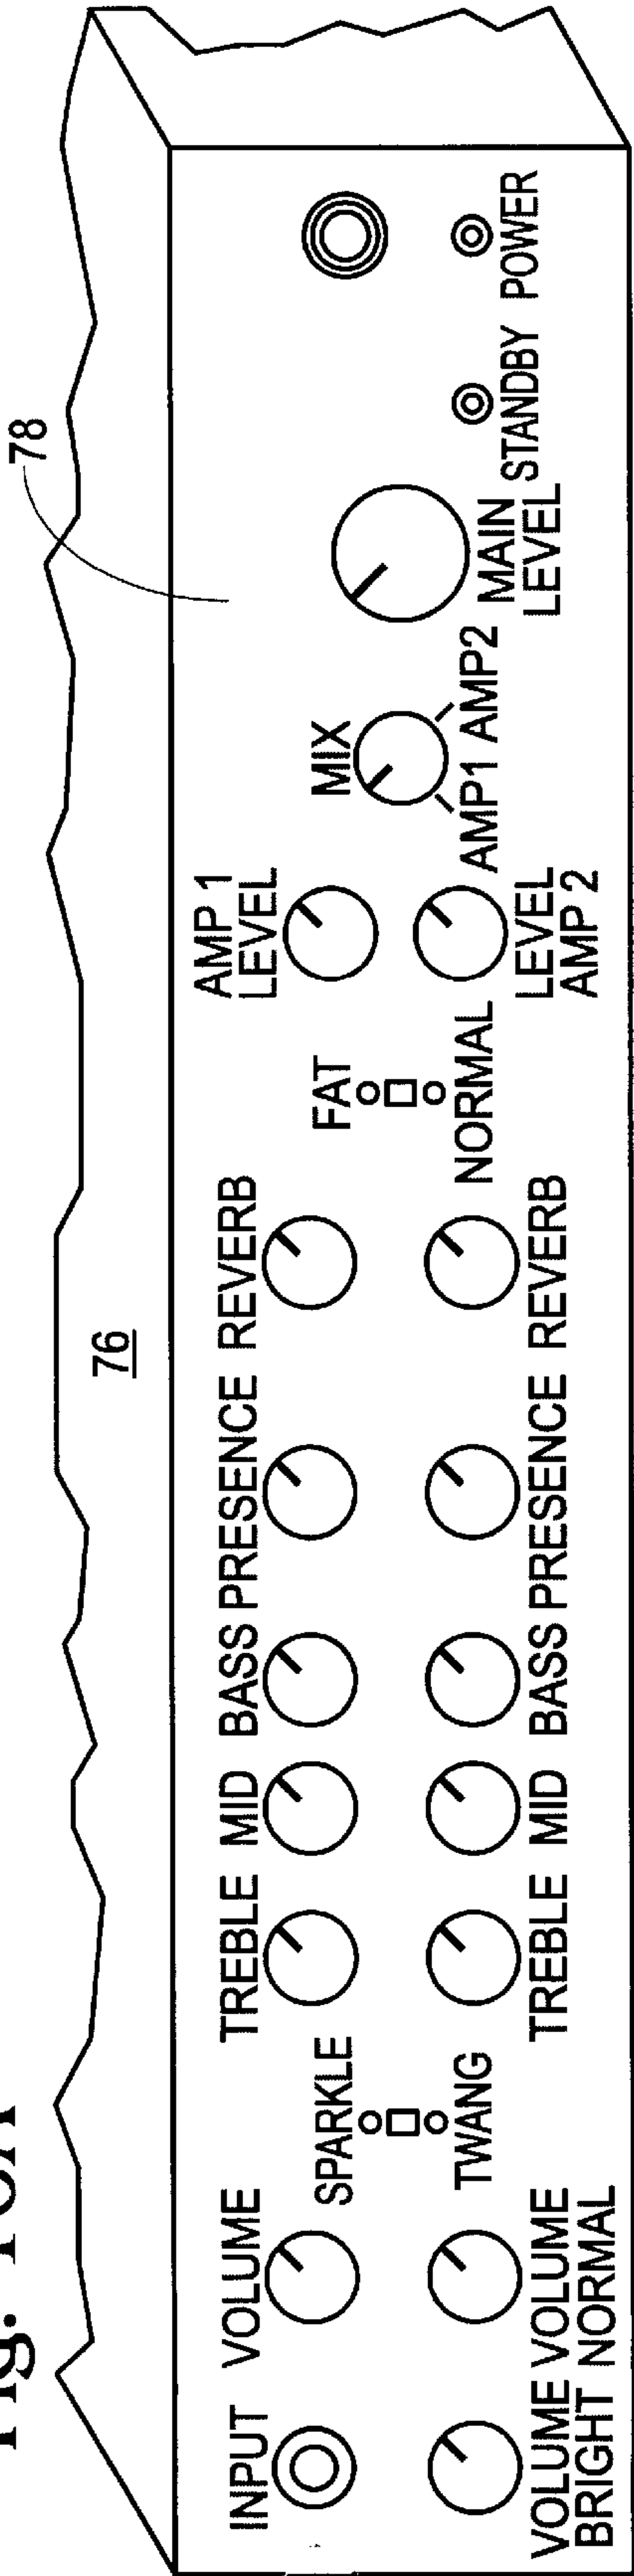 78
76
INPUT
VOLUME
TREBLE
MID
BASS
PRESENCE
REVERB
AMP 1
LEVEL
SPARKLE
FAT
MIX
TWANG
NORMAL
AMP1
AMP2
MAIN
LEVEL
STANDBY
POWER
VOLUME
BRIGHT
VOLUME
NORMAL
TREBLE
MID
BASS
PRESENCE
REVERB
LEVEL
AMP 2